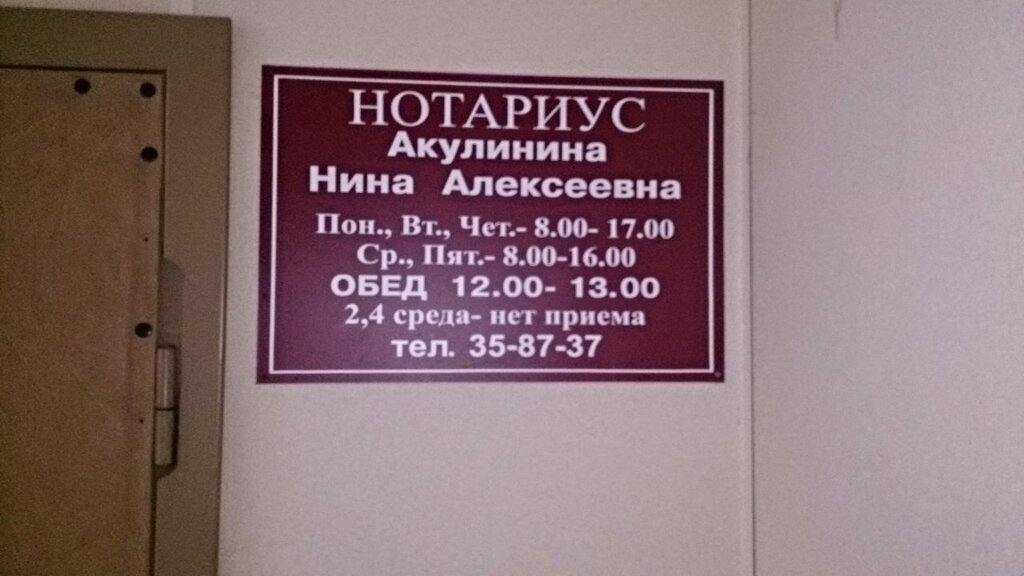 НОТАРИУС
Акулинина
Нина Алексеевна
Пон., Вт., Чет.- 8.00- 17.00
Ср., Пят.- 8.00-16.00
ОБЕД 12.00- 13.00
2,4 среда- нет приема
тел. 35-87-37